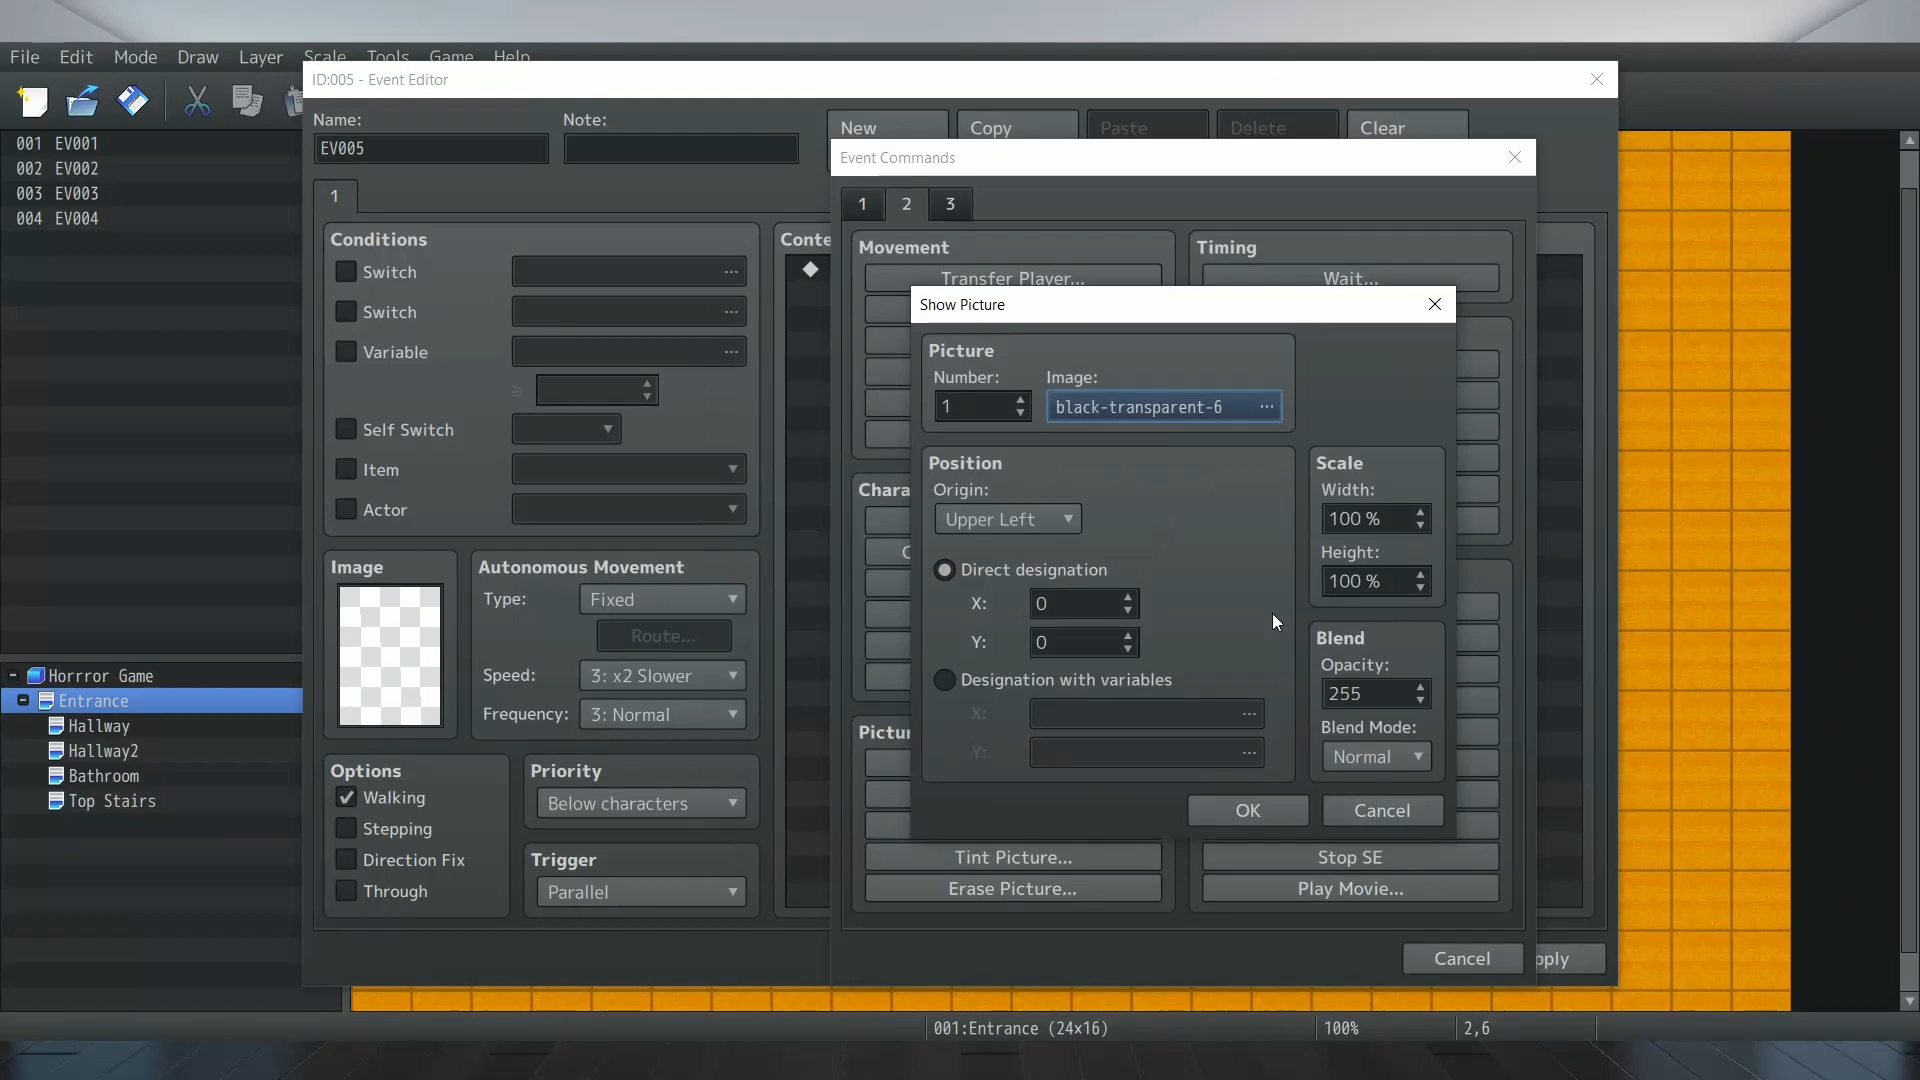 File Edit Mode Draw Layer Scale Tools Game Help
ID:005 - Event Editor
Name:
Note:
EV005
New
Copy
Paste
Delete
Clear
001 EV001
002 EV002
003 EV003
004 EV004
Event Commands
1
1 2 3
Conditions
Switch ...
Switch ...
Variable ...
≥
Self Switch
Item
Actor
Conte
Movement
Transfer Player...
Timing
Wait...
Show Picture
Picture
Number:
Image:
1
black-transparent-6 ...
Position
Origin:
Upper Left
Direct designation
X: 0
Y: 0
Designation with variables
X: ...
Y: ...
Scale
Width:
100 %
Height:
100 %
Blend
Opacity:
255
Blend Mode:
Normal
OK
Cancel
Chara
C
Pictur
Tint Picture...
Erase Picture...
Stop SE
Play Movie...
Cancel
pply
Image
Autonomous Movement
Type: Fixed
Route...
Speed: 3: x2 Slower
Frequency: 3: Normal
Options
Walking
Stepping
Direction Fix
Through
Priority
Below characters
Trigger
Parallel
Horrror Game
Entrance
Hallway
Hallway2
Bathroom
Top Stairs
001:Entrance (24x16)
100%
2,6